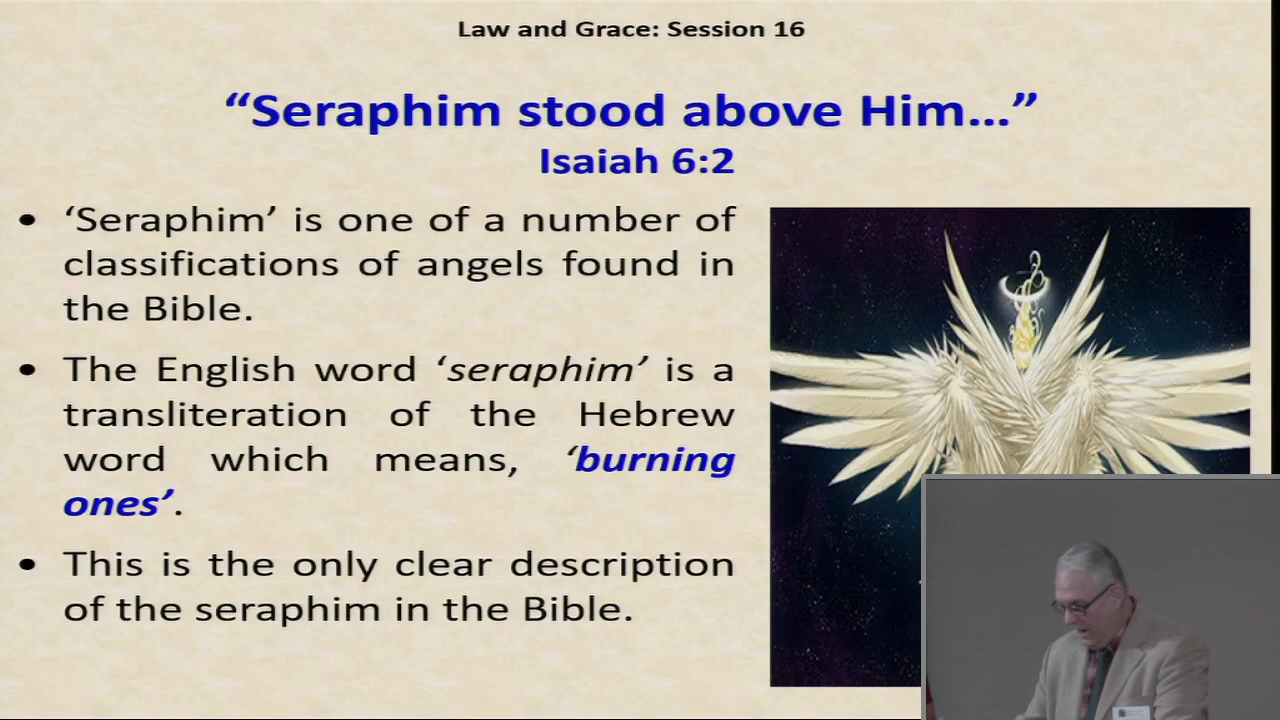 Law and Grace: Session 16
“Seraphim stood above Him…”
Isaiah 6:2
• ‘Seraphim’ is one of a number of
classifications of angels found in
the Bible.
• The English word ‘seraphim’ is a
transliteration of the Hebrew
word which means, ‘burning
ones’.
• This is the only clear description
of the seraphim in the Bible.